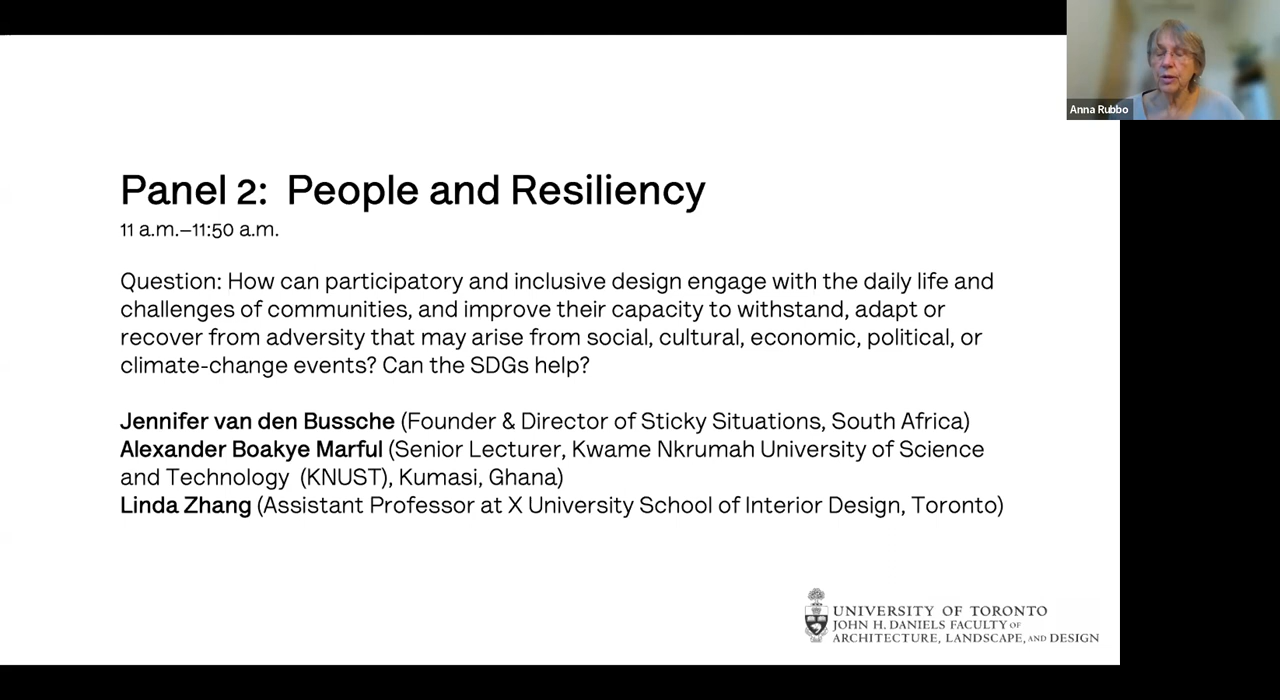 Anna Rubbo
Panel 2: People and Resiliency
11 a.m.–11:50 a.m.
Question: How can participatory and inclusive design engage with the daily life and
challenges of communities, and improve their capacity to withstand, adapt or
recover from adversity that may arise from social, cultural, economic, political, or
climate-change events? Can the SDGs help?
Jennifer van den Bussche (Founder & Director of Sticky Situations, South Africa)
Alexander Boakye Marful (Senior Lecturer, Kwame Nkrumah University of Science
and Technology (KNUST), Kumasi, Ghana)
Linda Zhang (Assistant Professor at X University School of Interior Design, Toronto)
UNIVERSITY OF TORONTO
JOHN H. DANIELS FACULTY OF
ARCHITECTURE, LANDSCAPE, AND DESIGN